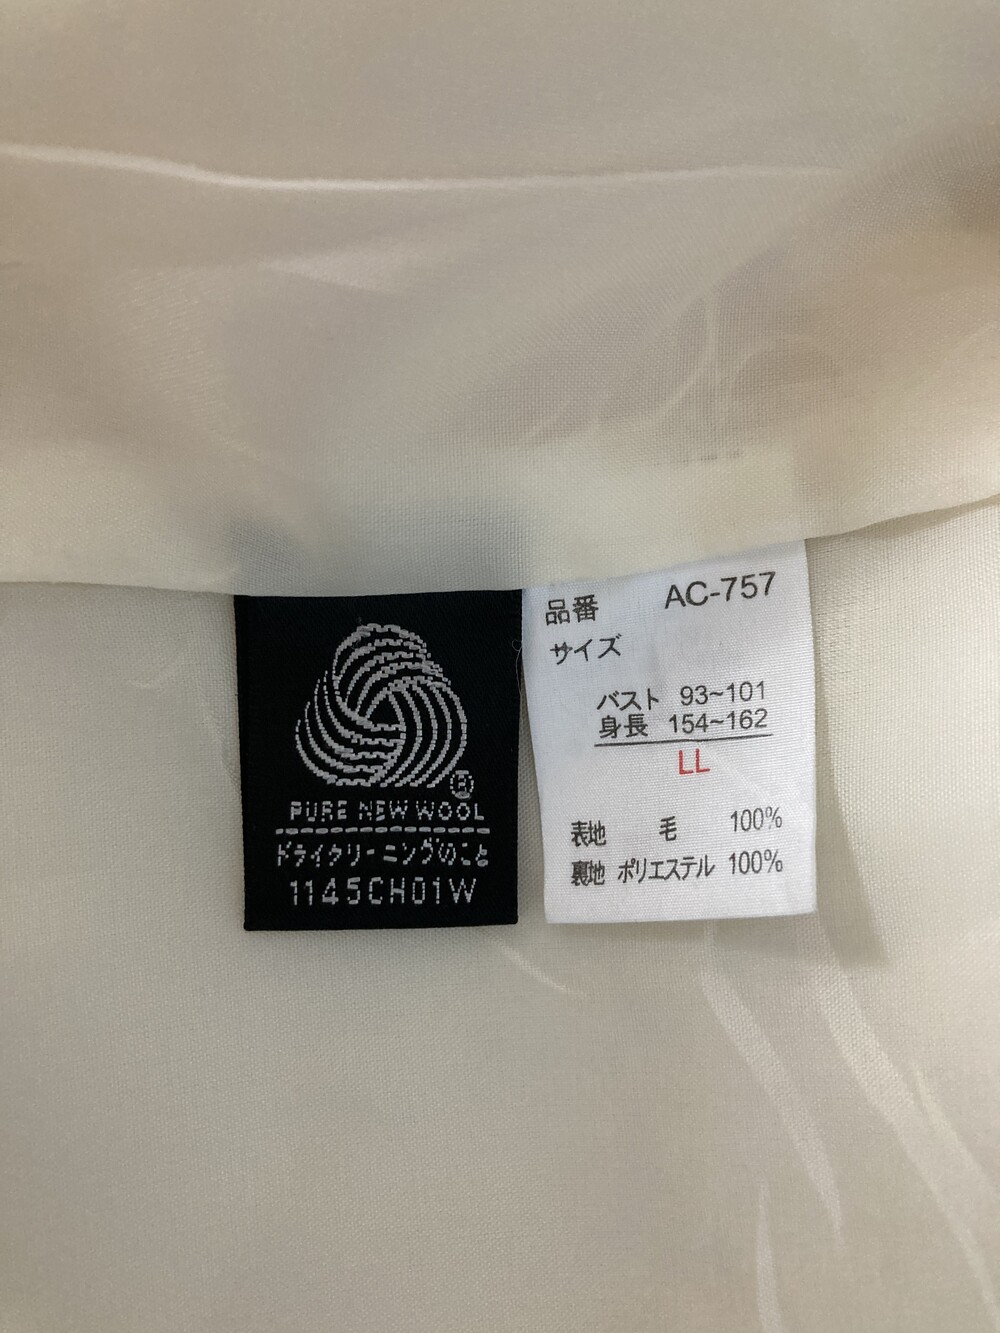 PURE NEW WOOL
ドライクリーニングのこと
1145CH01W
品番 AC-757
サイズ
バスト 93~101
身長 154~162
LL
表地 毛 100%
裏地 ポリエステル 100%